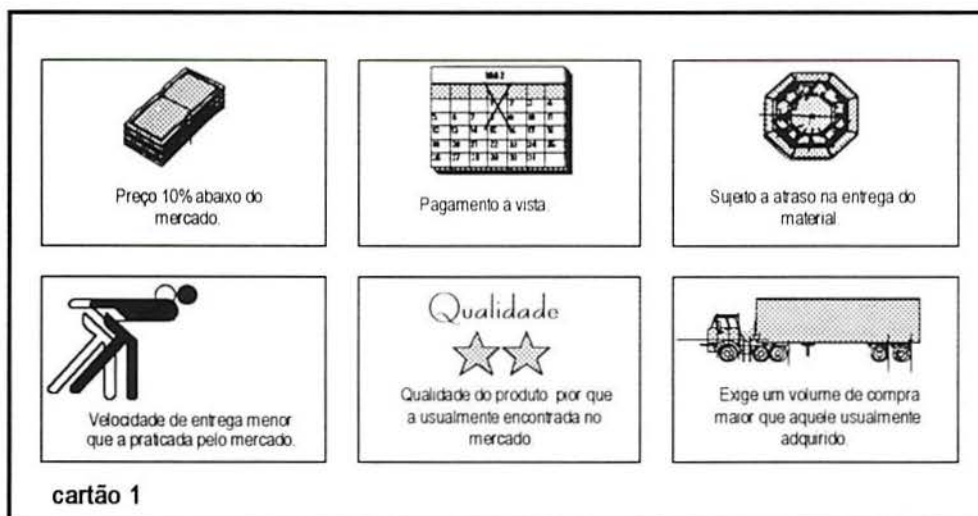 Preço 10% abaixo do
mercado.
Pagamento à vista.
Sujeito a atraso na entrega do
material.
Velocidade de entrega menor
que a praticada pelo mercado.
Qualidade
Qualidade do produto pior que
a usualmente encontrada no
mercado.
Exige um volume de compra
maior que aquele usualmente
adquirido.
cartão 1